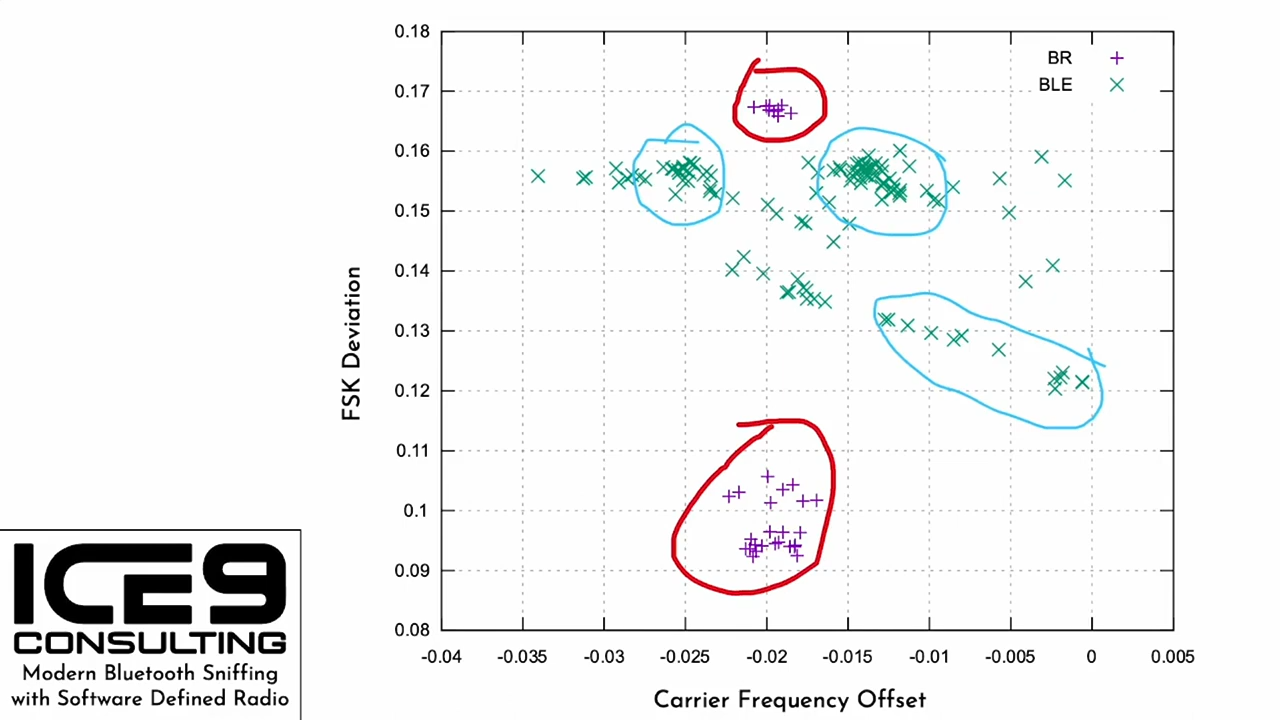 0.18
BR
BLE
0.17
0.16
0.15
0.14
0.13
0.12
0.11
0.1
0.09
0.08
FSK Deviation
-0.04 -0.035 -0.03 -0.025 -0.02 -0.015 -0.01 -0.005 0 0.005
Carrier Frequency Offset
ICE9
CONSULTING
Modern Bluetooth Sniffing
with Software Defined Radio